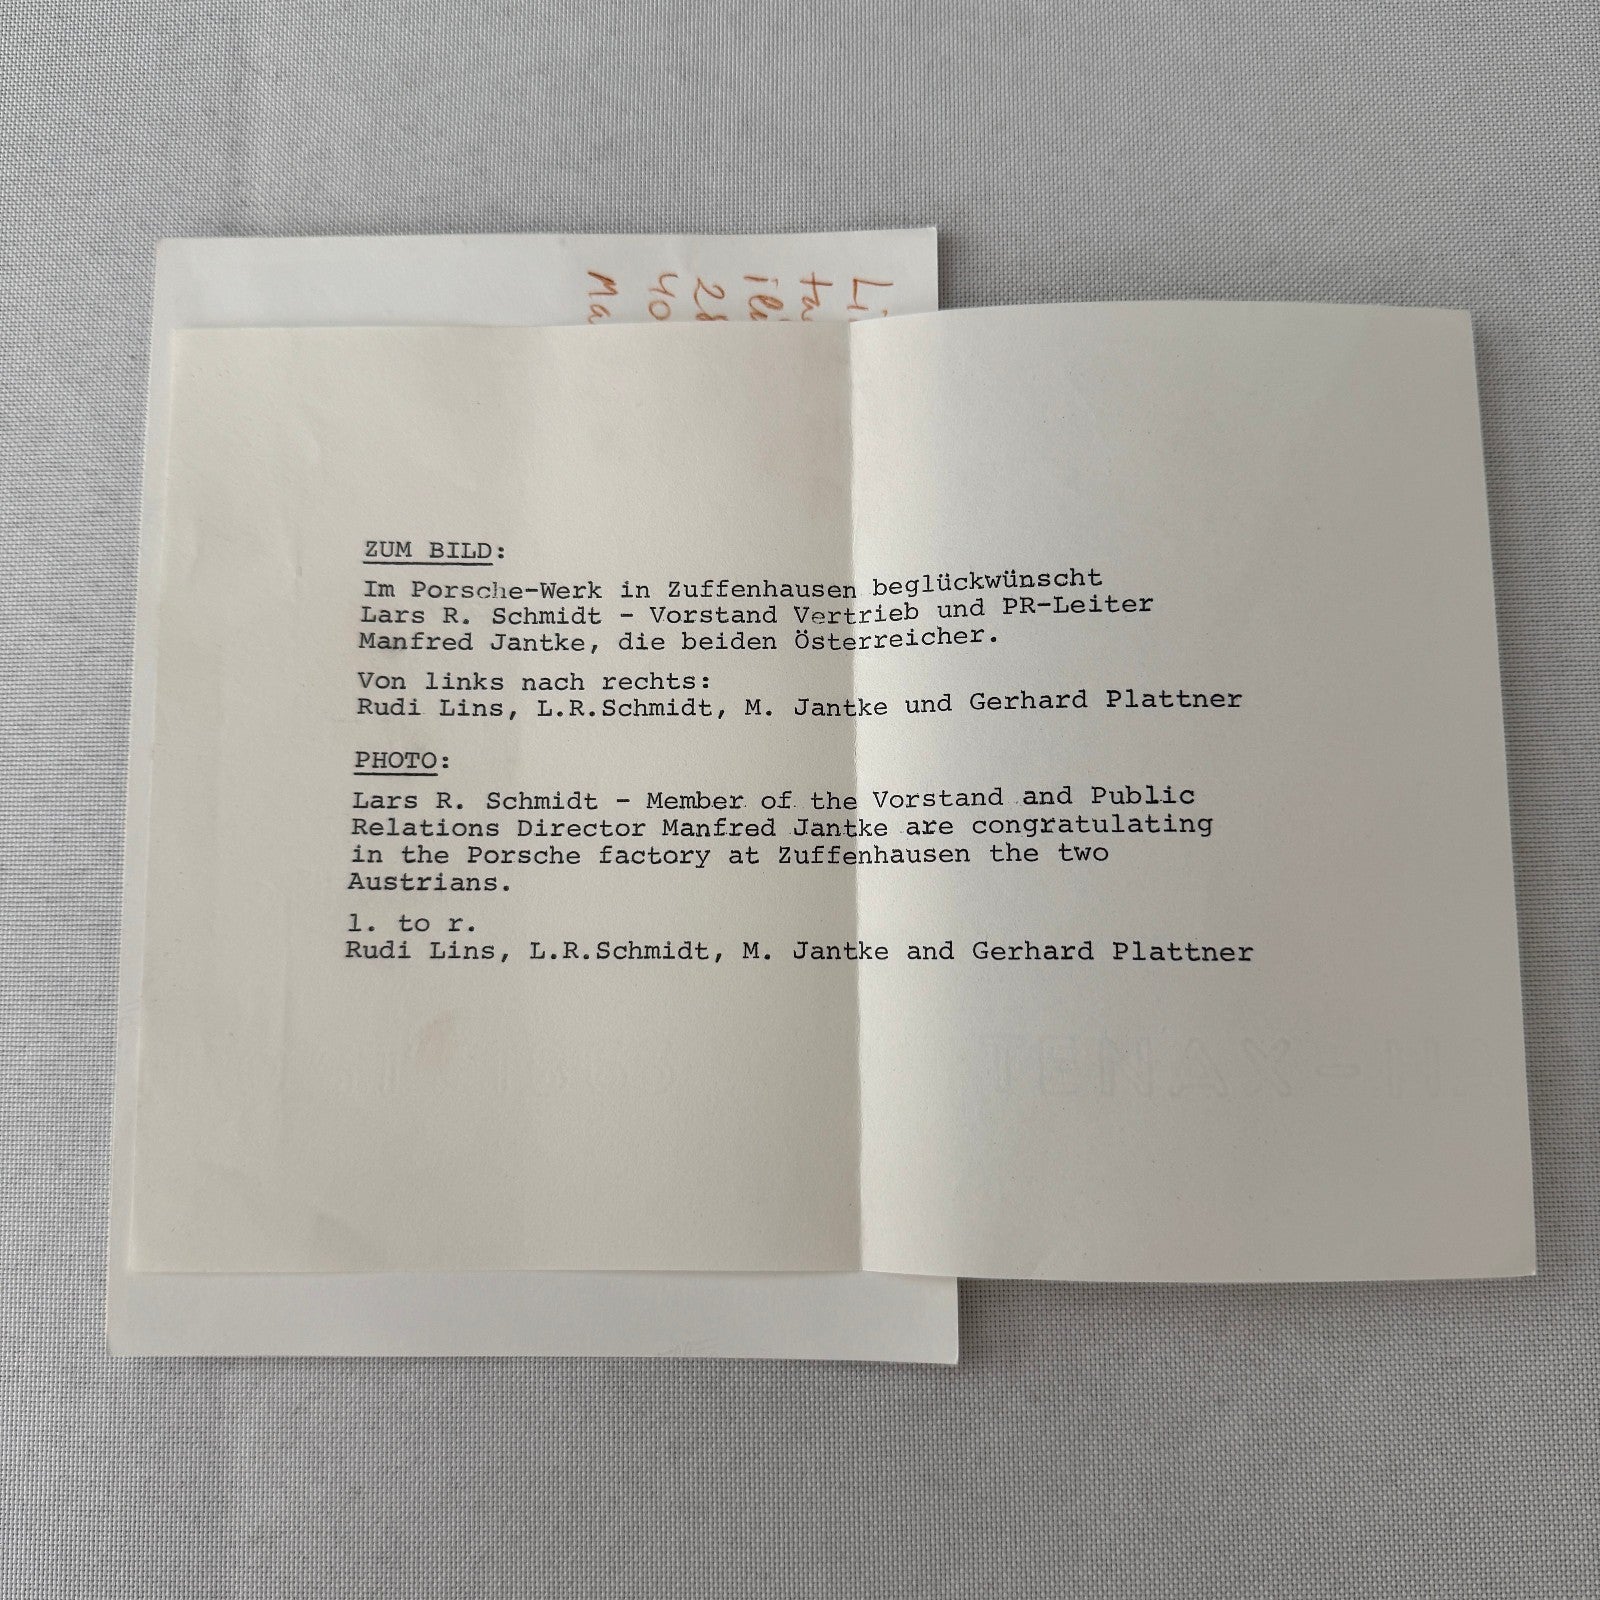 ZUM BILD:
Im Porsche-Werk in Zuffenhausen beglückwünscht
Lars R. Schmidt - Vorstand Vertrieb und PR-Leiter
Manfred Jantke, die beiden Österreicher.
Von links nach rechts:
Rudi Lins, L.R.Schmidt, M. Jantke und Gerhard Plattner
PHOTO:
Lars R. Schmidt - Member of the Vorstand and Public
Relations Director Manfred Jantke are congratulating
in the Porsche factory at Zuffenhausen the two
Austrians.
l. to r.
Rudi Lins, L.R.Schmidt, M. Jantke and Gerhard Plattner